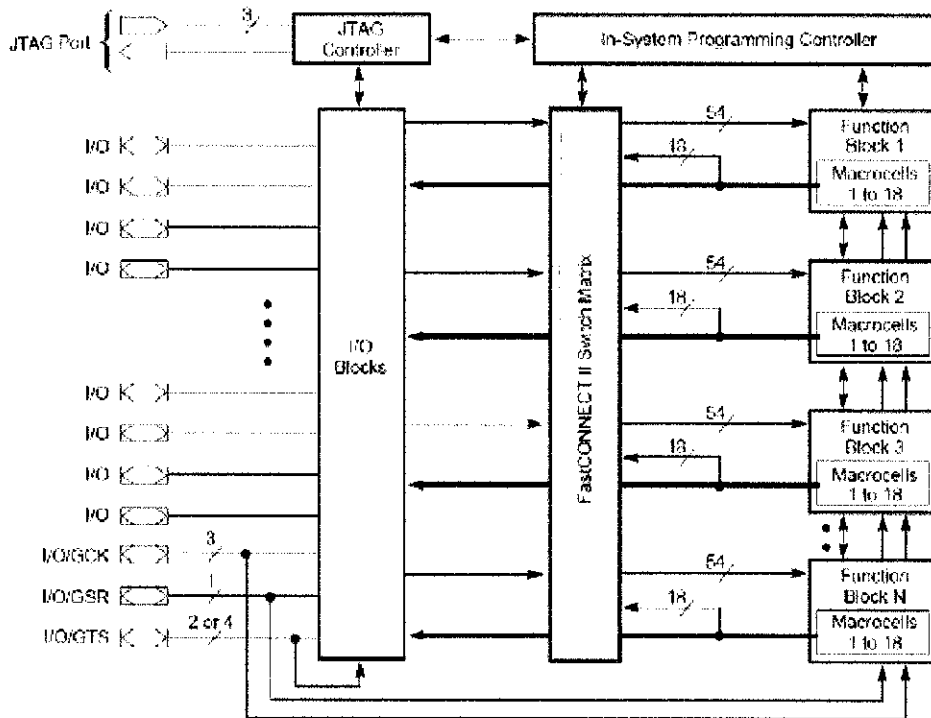 JTAG Port
3
JTAG
Controller
In-System Programming Controller
I/O
I/O
I/O
I/O
I/O
I/O
I/O
I/O
I/O/GCK
3
I/O/GSR
1
I/O/GTS
2 or 4
I/O
Blocks
FastCONNECT II Switch Matrix
54
18
Function
Block 1
Macrocells
1 to 18
54
18
Function
Block 2
Macrocells
1 to 18
54
18
Function
Block 3
Macrocells
1 to 18
54
18
Function
Block N
Macrocells
1 to 18